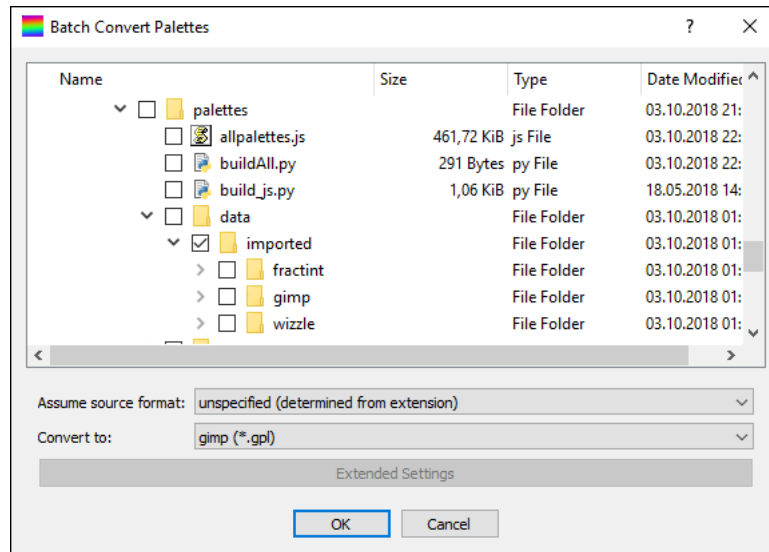 Batch Convert Palettes ?
Name Size Type Date Modified
palettes File Folder 03.10.2018 21:
allpalettes.js 461,72 KiB js File 03.10.2018 22:
buildAll.py 291 Bytes py File 03.10.2018 22:
build_js.py 1,06 KiB py File 18.05.2018 14:
data File Folder 03.10.2018 01:
imported File Folder 03.10.2018 01:
fractint File Folder 03.10.2018 01:
gimp File Folder 03.10.2018 01:
wizzle File Folder 03.10.2018 01:
Assume source format: unspecified (determined from extension)
Convert to: gimp (*.gpl)
Extended Settings
OK Cancel